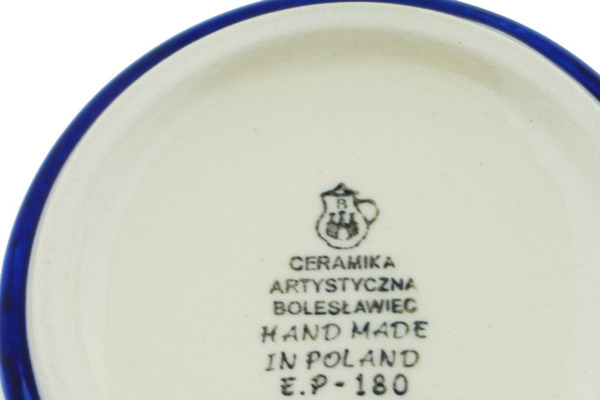 B
CERAMIKA
ARTYSTYCZNA
BOLESŁAWIEC
HAND MADE
IN POLAND
E.P-180